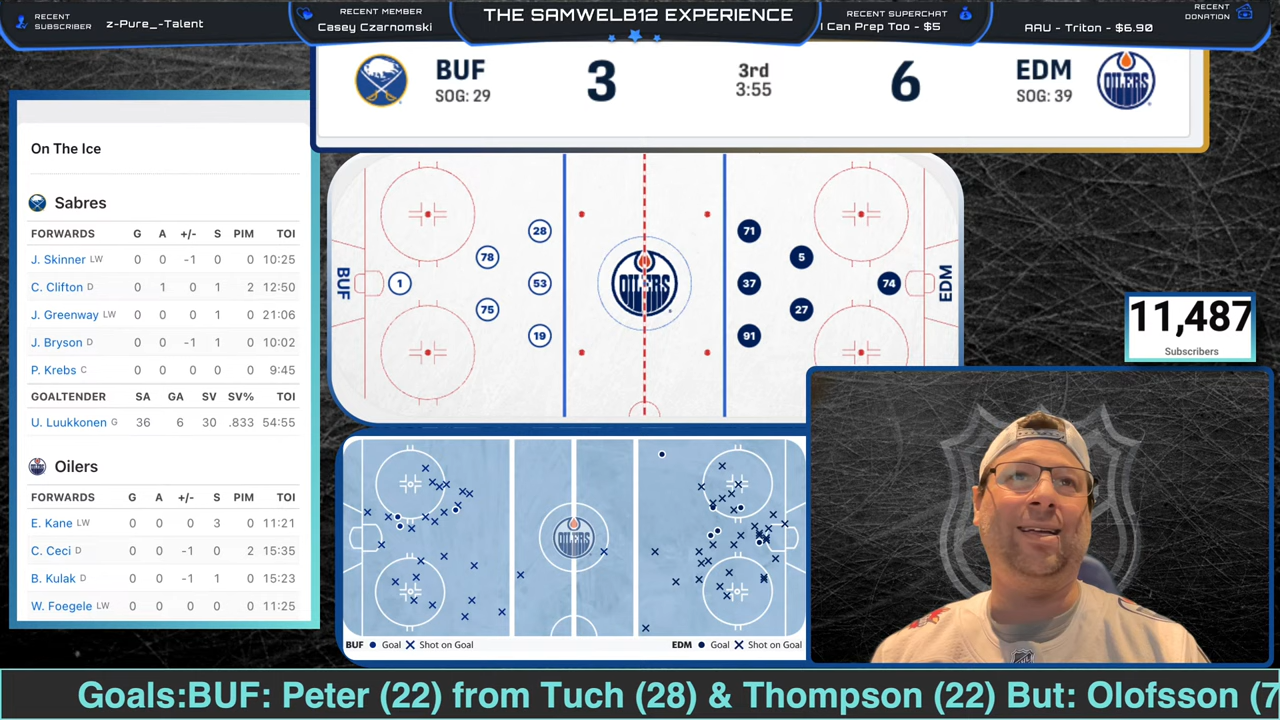 RECENT SUBSCRIBER
z-Pure_-Talent
RECENT MEMBER
Casey Czarnomski
THE SAMWELB12 EXPERIENCE
RECENT SUPERCHAT
I Can Prep Too - $5
AAU - Triton - $6.90
RECENT DONATION
BUF
SOG: 29
3
3rd
3:55
6
EDM
SOG: 39
OILERS
On The Ice
Sabres
FORWARDS G A +/- S PIM TOI
J. Skinner LW 0 0 -1 0 0 10:25
C. Clifton D 0 1 0 1 2 12:50
J. Greenway LW 0 0 0 1 0 21:06
J. Bryson D 0 0 -1 1 0 10:02
P. Krebs C 0 0 0 0 0 9:45
GOALTENDER SA GA SV SV% TOI
U. Luukkonen G 36 6 30 .833 54:55
Oilers
FORWARDS G A +/- S PIM TOI
E. Kane LW 0 0 0 3 0 11:21
C. Ceci D 0 0 -1 0 2 15:35
B. Kulak D 0 0 -1 1 0 15:23
W. Foegele LW 0 0 0 0 0 11:25
BUF
1
78
75
28
53
19
OILERS
71
37
91
5
27
74
EDM
11,487
Subscribers
OILERS
BUF Goal Shot on Goal
EDM Goal Shot on Goal
NHL
Goals:BUF: Peter (22) from Tuch (28) & Thompson (22) But: Olofsson (7